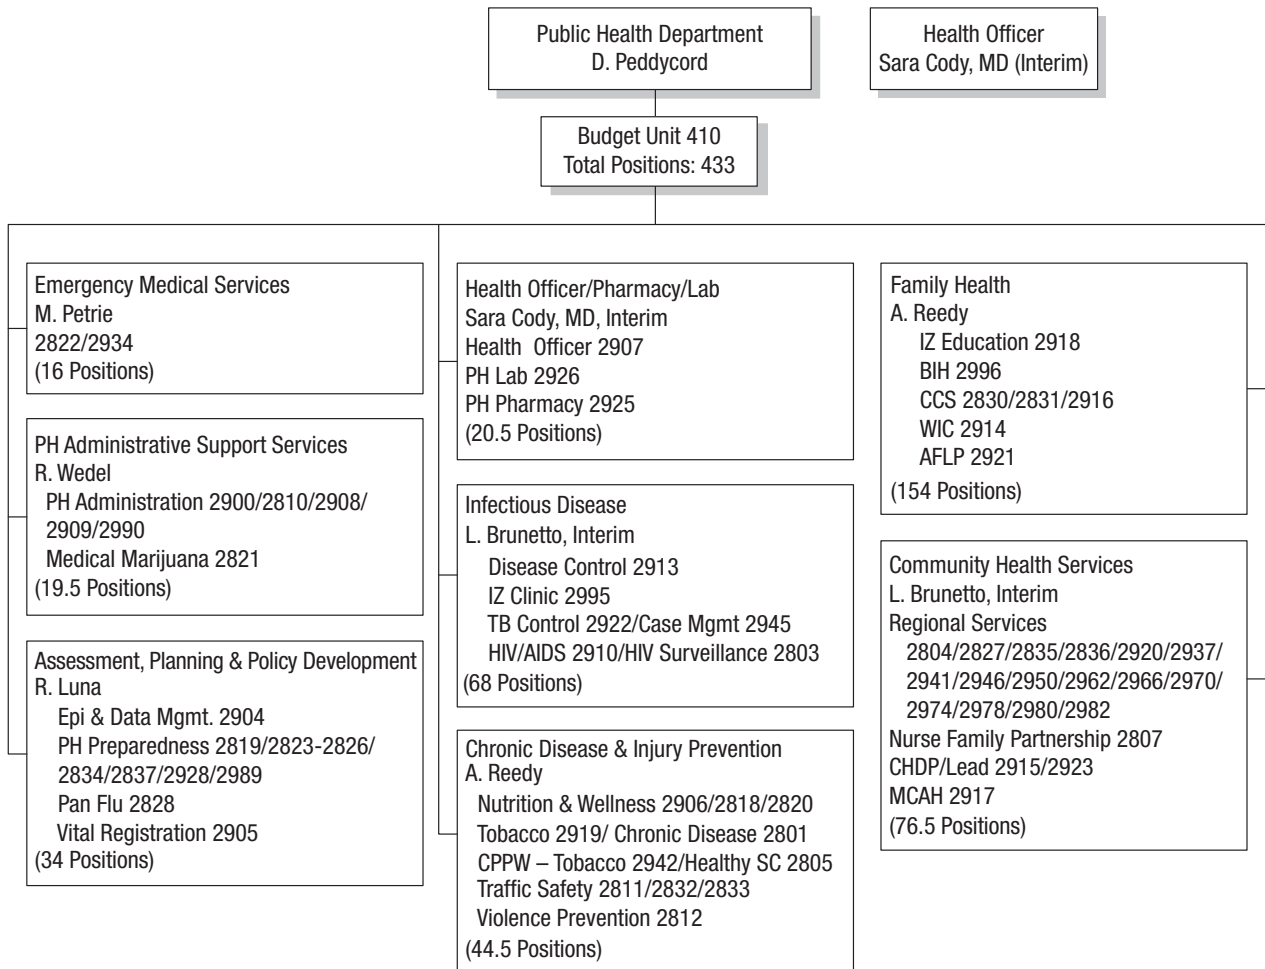 Public Health Department
D. Peddycord
Health Officer
Sara Cody, MD (Interim)
Budget Unit 410
Total Positions: 433
Emergency Medical Services
M. Petrie
2822/2934
(16 Positions)
PH Administrative Support Services
R. Wedel
PH Administration 2900/2810/2908/
2909/2990
Medical Marijuana 2821
(19.5 Positions)
Assessment, Planning & Policy Development
R. Luna
Epi & Data Mgmt. 2904
PH Preparedness 2819/2823-2826/
2834/2837/2928/2989
Pan Flu 2828
Vital Registration 2905
(34 Positions)
Health Officer/Pharmacy/Lab
Sara Cody, MD, Interim
Health Officer 2907
PH Lab 2926
PH Pharmacy 2925
(20.5 Positions)
Infectious Disease
L. Brunetto, Interim
Disease Control 2913
IZ Clinic 2995
TB Control 2922/Case Mgmt 2945
HIV/AIDS 2910/HIV Surveillance 2803
(68 Positions)
Chronic Disease & Injury Prevention
A. Reedy
Nutrition & Wellness 2906/2818/2820
Tobacco 2919/ Chronic Disease 2801
CPPW – Tobacco 2942/Healthy SC 2805
Traffic Safety 2811/2832/2833
Violence Prevention 2812
(44.5 Positions)
Family Health
A. Reedy
IZ Education 2918
BIH 2996
CCS 2830/2831/2916
WIC 2914
AFLP 2921
(154 Positions)
Community Health Services
L. Brunetto, Interim
Regional Services
2804/2827/2835/2836/2920/2937/
2941/2946/2950/2962/2966/2970/
2974/2978/2980/2982
Nurse Family Partnership 2807
CHDP/Lead 2915/2923
MCAH 2917
(76.5 Positions)